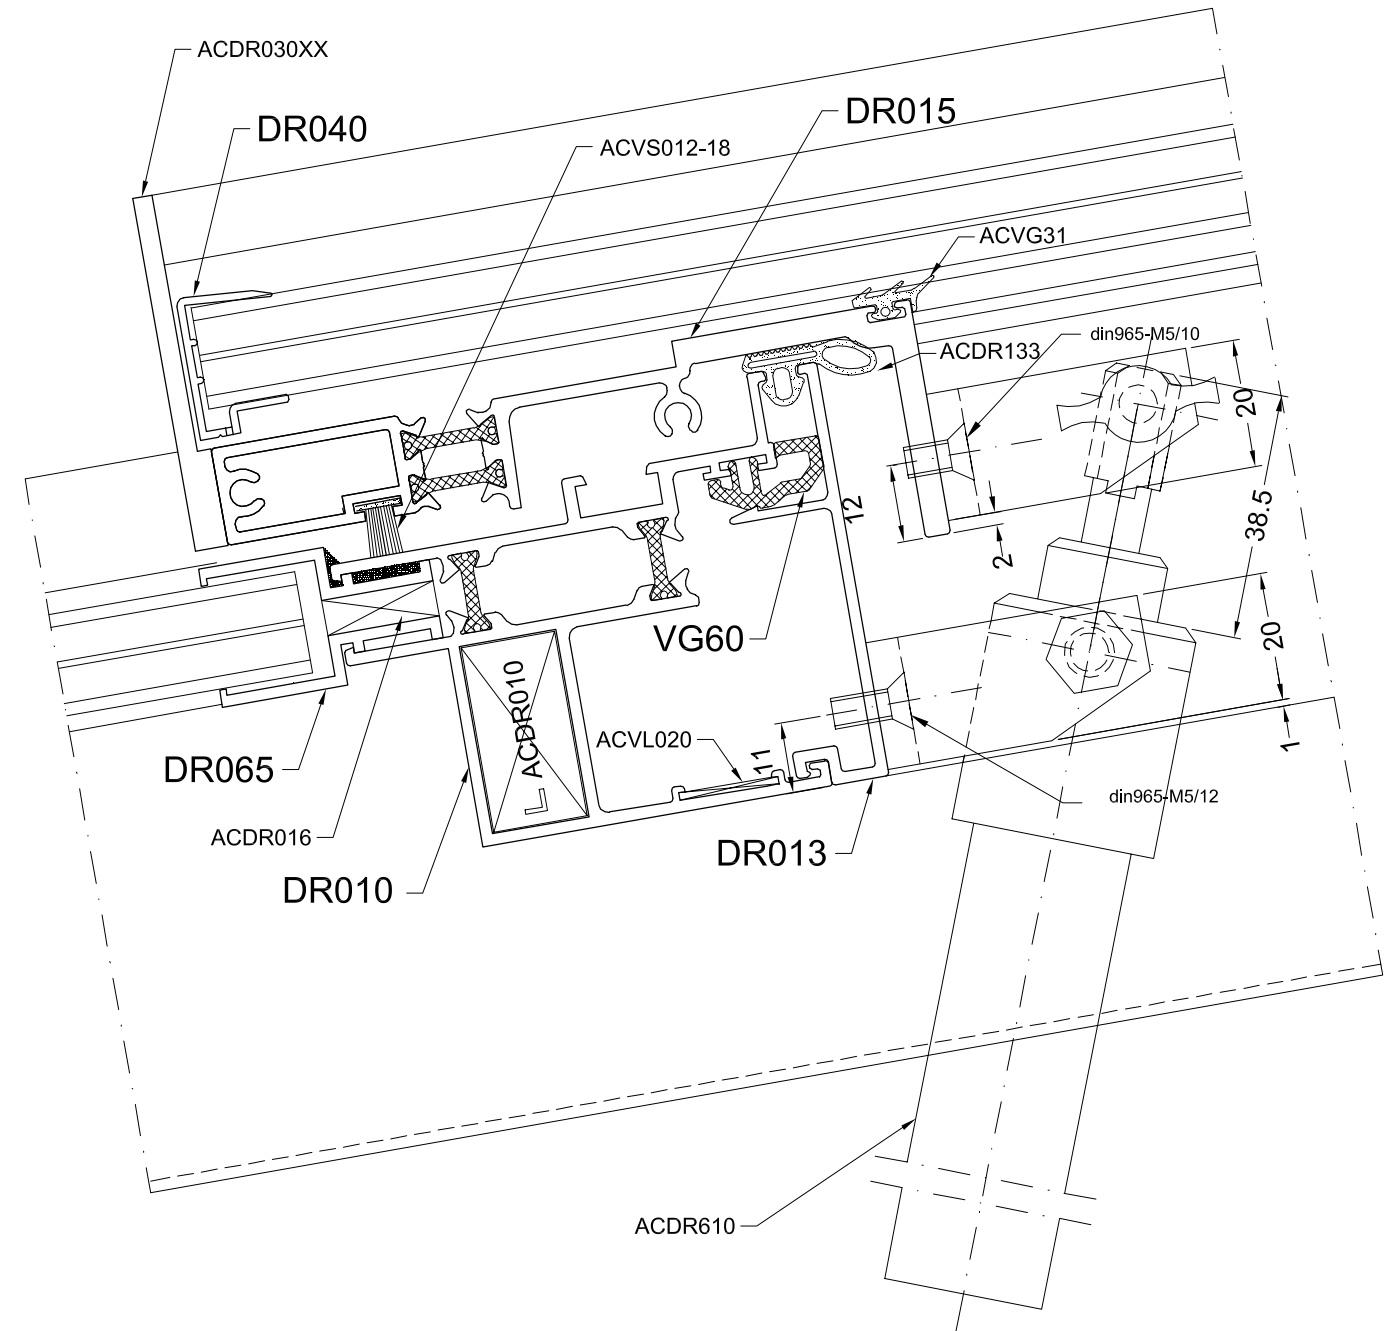 ACDR030XX
DR040
DR015
ACVS012-18
ACVG31
din965-M5/10
ACDR133
20
38.5
12
2
VG60
20
L ACDR010
ACVL020
11
1
DR065
din965-M5/12
ACDR016
DR013
DR010
ACDR610